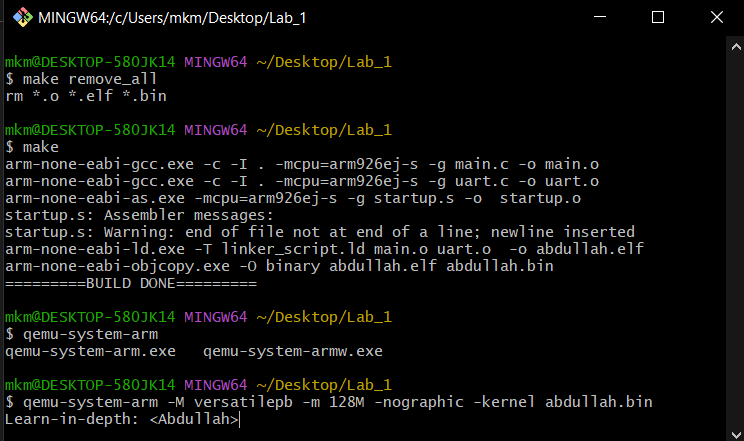 MINGW64:/c/Users/mkm/Desktop/Lab_1
mkm@DESKTOP-58OJK14 MINGW64 ~/Desktop/Lab_1
$ make remove_all
rm *.o *.elf *.bin
mkm@DESKTOP-58OJK14 MINGW64 ~/Desktop/Lab_1
$ make
arm-none-eabi-gcc.exe -c -I . -mcpu=arm926ej-s -g main.c -o main.o
arm-none-eabi-gcc.exe -c -I . -mcpu=arm926ej-s -g uart.c -o uart.o
arm-none-eabi-as.exe -mcpu=arm926ej-s -g startup.s -o  startup.o
startup.s: Assembler messages:
startup.s: Warning: end of file not at end of a line; newline inserted
arm-none-eabi-ld.exe -T linker_script.ld main.o uart.o  -o abdullah.elf
arm-none-eabi-objcopy.exe -O binary abdullah.elf abdullah.bin
=========BUILD DONE=========
mkm@DESKTOP-58OJK14 MINGW64 ~/Desktop/Lab_1
$ qemu-system-arm
qemu-system-arm.exe   qemu-system-armw.exe
mkm@DESKTOP-58OJK14 MINGW64 ~/Desktop/Lab_1
$ qemu-system-arm -M versatilepb -m 128M -nographic -kernel abdullah.bin
Learn-in-depth: <Abdullah>